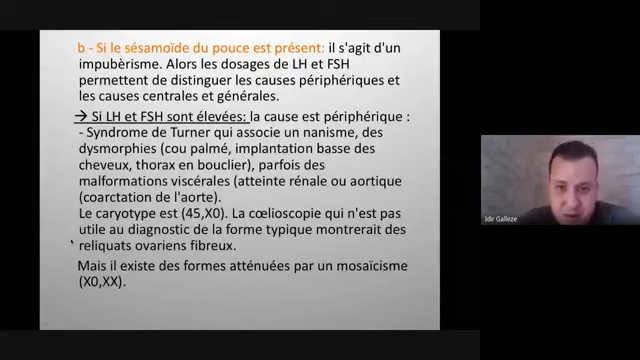 b - Si le sésamoïde du pouce est présent: il s'agit d'un
impubèrisme. Alors les dosages de LH et FSH
permettent de distinguer les causes périphériques et
les causes centrales et générales.
→ Si LH et FSH sont élevées: la cause est périphérique :
- Syndrome de Turner qui associe un nanisme, des
dysmorphies (cou palmé, implantation basse des
cheveux, thorax en bouclier), parfois des
malformations viscérales (atteinte rénale ou aortique
(coarctation de l'aorte).
Le caryotype est (45,X0). La cœlioscopie qui n'est pas
utile au diagnostic de la forme typique montrerait des
reliquats ovariens fibreux.
Mais il existe des formes atténuées par un mosaïcisme
(X0,XX).
Idir Galleze